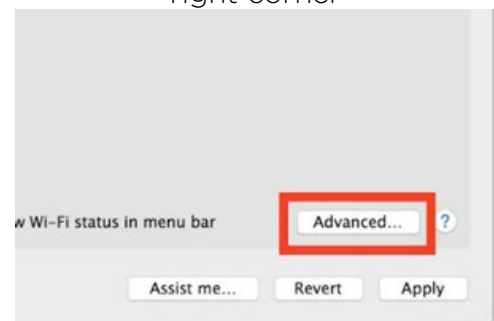 right corner
w Wi-Fi status in menu bar Advanced... ?
Assist me... Revert Apply